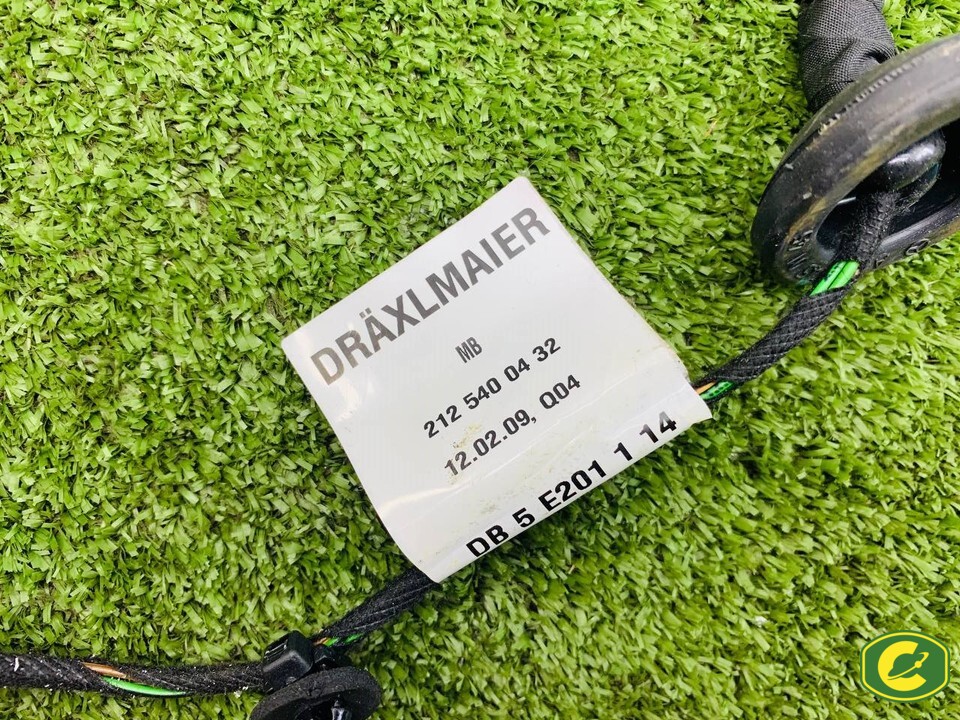 DRÄXLMAIER
MB
212 540 04 32
12.02.09, Q04
DB 5 E201 1 14